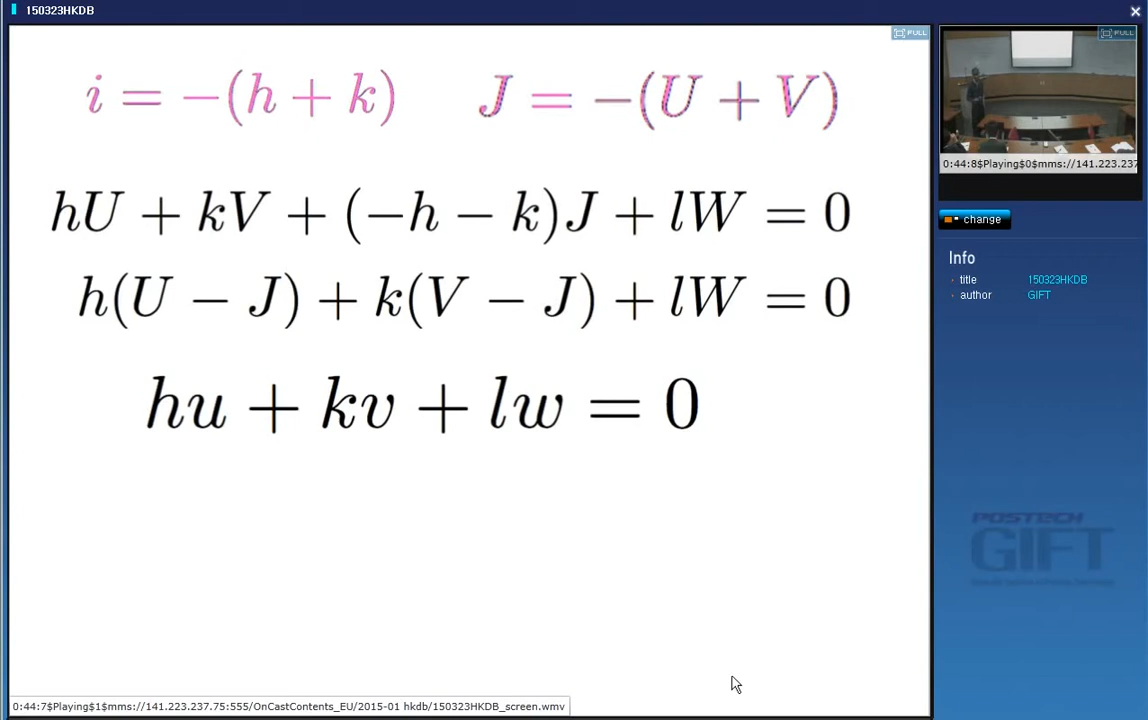 150323HKDB
FULL
FULL
i = −(h + k) J = −(U + V)
hU + kV + (−h − k)J + lW = 0
h(U − J) + k(V − J) + lW = 0
hu + kv + lw = 0
0:44:8$Playing$0$mms://141.223.237
change
Info
title 150323HKDB
author GIFT
POSTECH
GIFT
0:44:7$Playing$1$mms://141.223.237.75:555/OnCastContents_EU/2015-01 hkdb/150323HKDB_screen.wmv